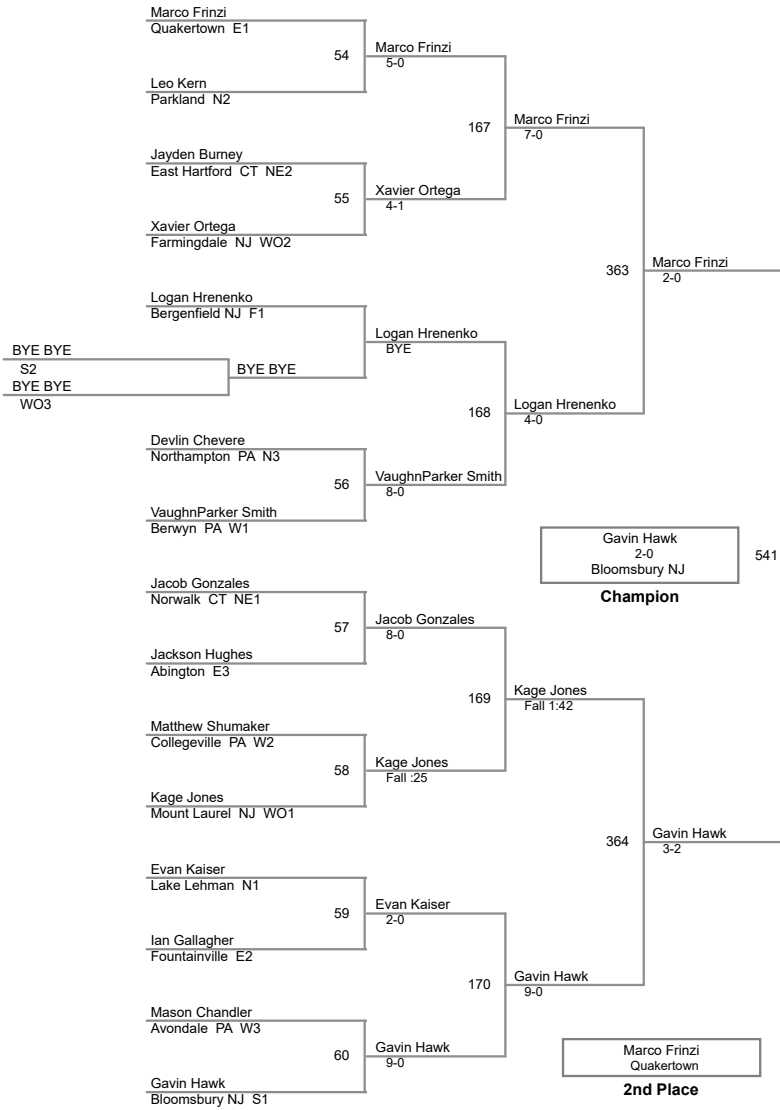 Marco Frinzi
Quakertown E1
54
Marco Frinzi
5-0
Leo Kern
Parkland N2
167
Marco Frinzi
7-0
Jayden Burney
East Hartford CT NE2
55
Xavier Ortega
4-1
Xavier Ortega
Farmingdale NJ WO2
363
Marco Frinzi
2-0
Logan Hrenenko
Bergenfield NJ F1
Logan Hrenenko
BYE
BYE BYE
S2
BYE BYE
BYE BYE
WO3
168
Logan Hrenenko
4-0
Devlin Chevere
Northampton PA N3
56
VaughnParker Smith
8-0
VaughnParker Smith
Berwyn PA W1
Gavin Hawk
2-0
Bloomsbury NJ
541
Champion
Jacob Gonzales
Norwalk CT NE1
57
Jacob Gonzales
8-0
Jackson Hughes
Abington E3
169
Kage Jones
Fall 1:42
Matthew Shumaker
Collegeville PA W2
58
Kage Jones
Fall :25
Kage Jones
Mount Laurel NJ WO1
364
Gavin Hawk
3-2
Evan Kaiser
Lake Lehman N1
59
Evan Kaiser
2-0
Ian Gallagher
Fountainville E2
170
Gavin Hawk
9-0
Mason Chandler
Avondale PA W3
60
Gavin Hawk
9-0
Gavin Hawk
Bloomsbury NJ S1
Marco Frinzi
Quakertown
2nd Place